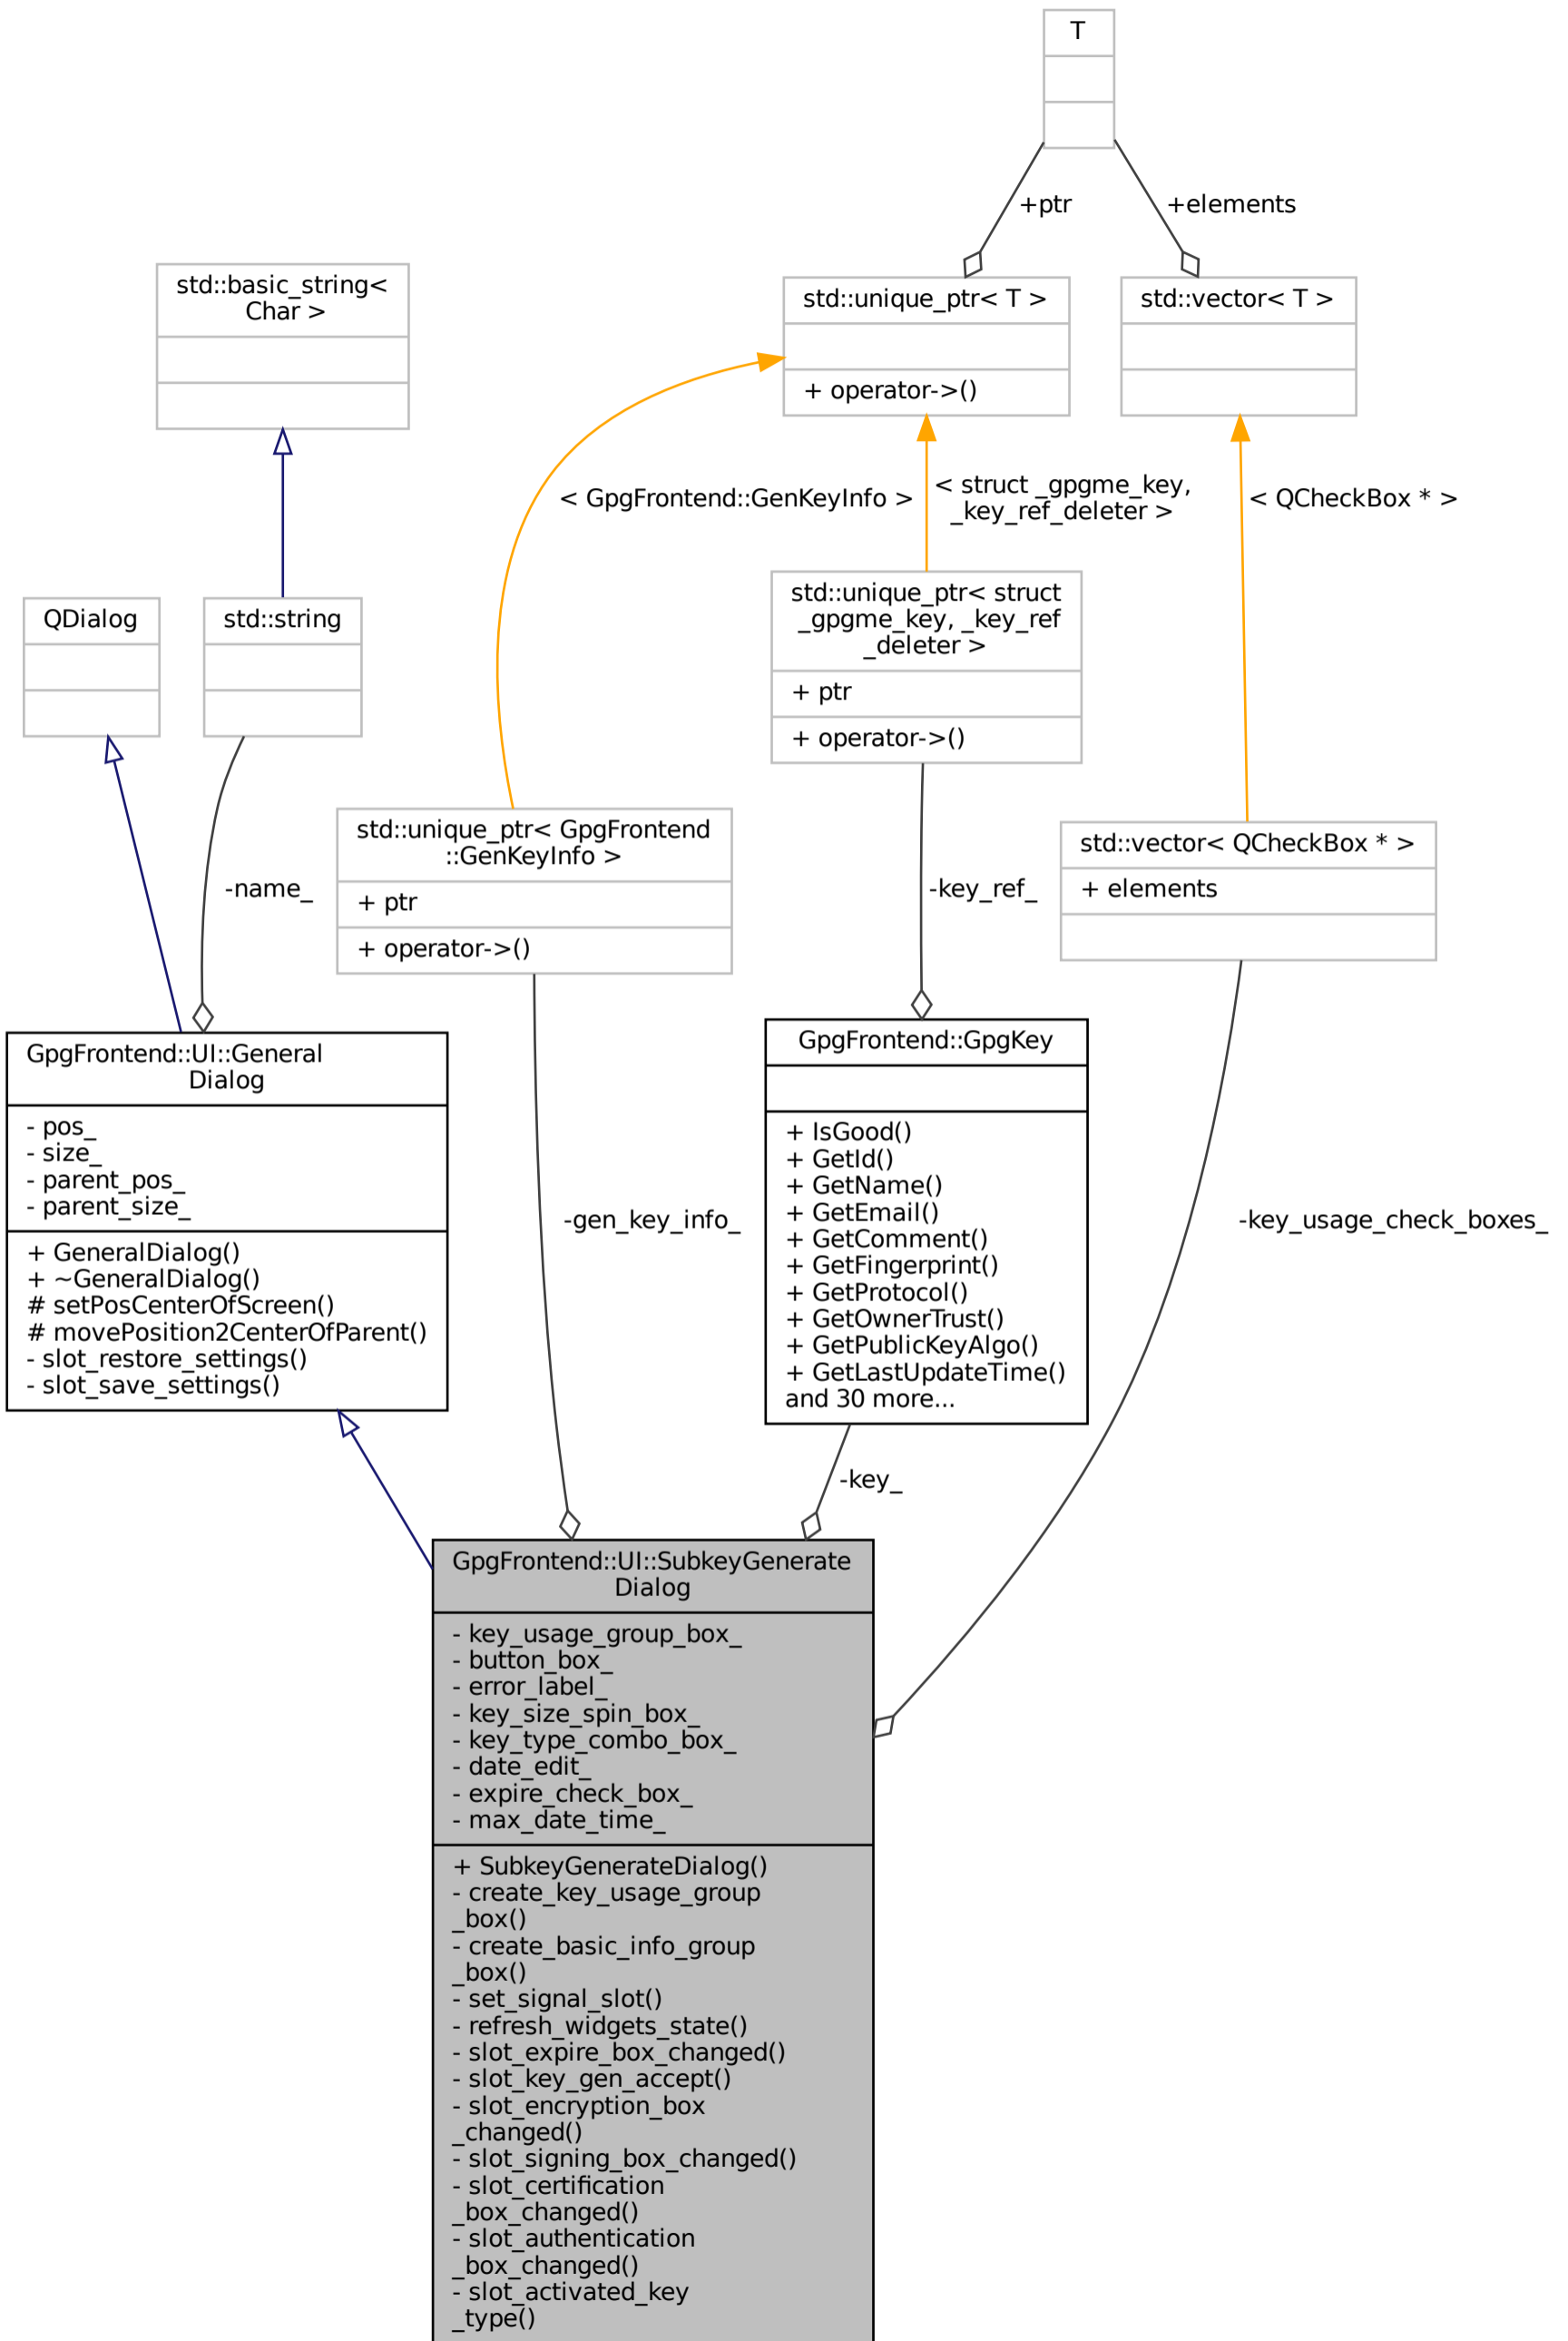 T
+ptr
+elements
std::basic_string<
Char >
std::unique_ptr< T >
+ operator->()
std::vector< T >
< GpgFrontend::GenKeyInfo >
< struct _gpgme_key,
_key_ref_deleter >
< QCheckBox * >
QDialog
std::string
std::unique_ptr< struct
_gpgme_key, _key_ref
_deleter >
+ ptr
+ operator->()
-name_
std::unique_ptr< GpgFrontend
::GenKeyInfo >
+ ptr
+ operator->()
-key_ref_
std::vector< QCheckBox * >
+ elements
GpgFrontend::UI::General
Dialog
- pos_
- size_
- parent_pos_
- parent_size_
+ GeneralDialog()
+ ~GeneralDialog()
# setPosCenterOfScreen()
# movePosition2CenterOfParent()
- slot_restore_settings()
- slot_save_settings()
-gen_key_info_
GpgFrontend::GpgKey
+ IsGood()
+ GetId()
+ GetName()
+ GetEmail()
+ GetComment()
+ GetFingerprint()
+ GetProtocol()
+ GetOwnerTrust()
+ GetPublicKeyAlgo()
+ GetLastUpdateTime()
and 30 more...
-key_usage_check_boxes_
-key_
GpgFrontend::UI::SubkeyGenerate
Dialog
- key_usage_group_box_
- button_box_
- error_label_
- key_size_spin_box_
- key_type_combo_box_
- date_edit_
- expire_check_box_
- max_date_time_
+ SubkeyGenerateDialog()
- create_key_usage_group
_box()
- create_basic_info_group
_box()
- set_signal_slot()
- refresh_widgets_state()
- slot_expire_box_changed()
- slot_key_gen_accept()
- slot_encryption_box
_changed()
- slot_signing_box_changed()
- slot_certification
_box_changed()
- slot_authentication
_box_changed()
- slot_activated_key
_type()